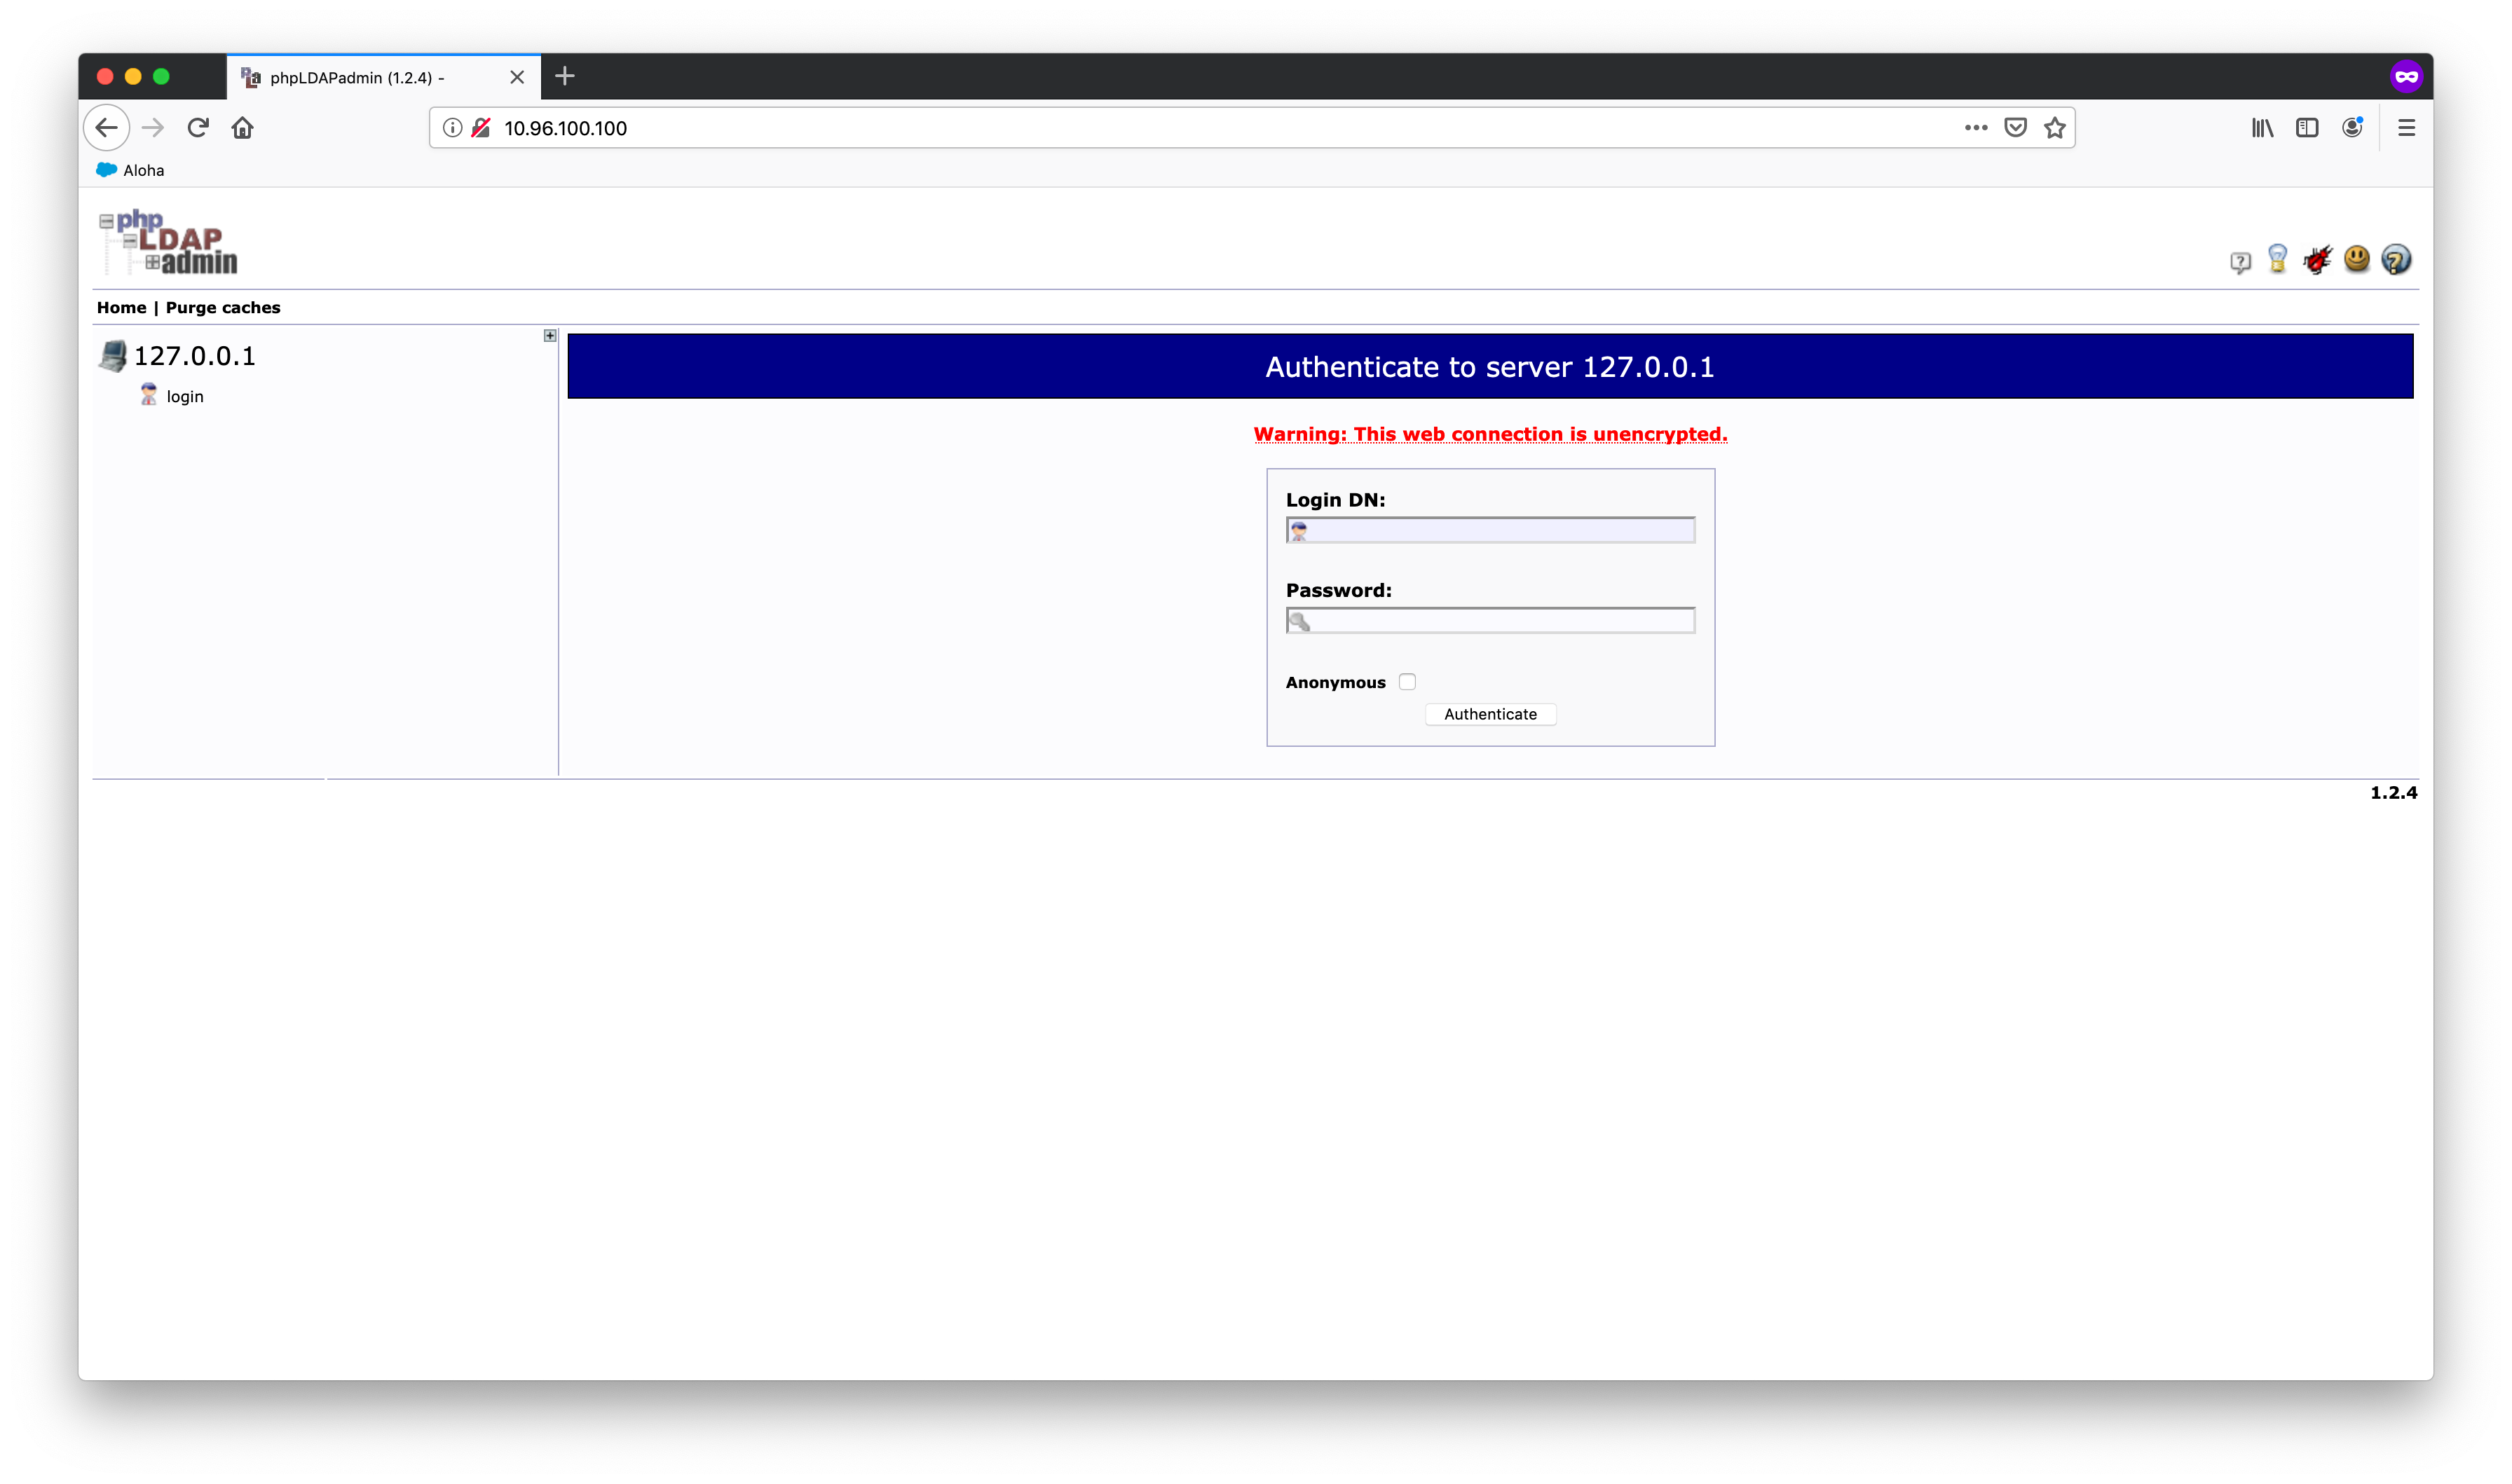 phpLDAPadmin (1.2.4) -
10.96.100.100
Aloha
php
LDAP
admin
Home | Purge caches
127.0.0.1
login
Authenticate to server 127.0.0.1
Warning: This web connection is unencrypted.
Login DN:
Password:
Anonymous
Authenticate
1.2.4